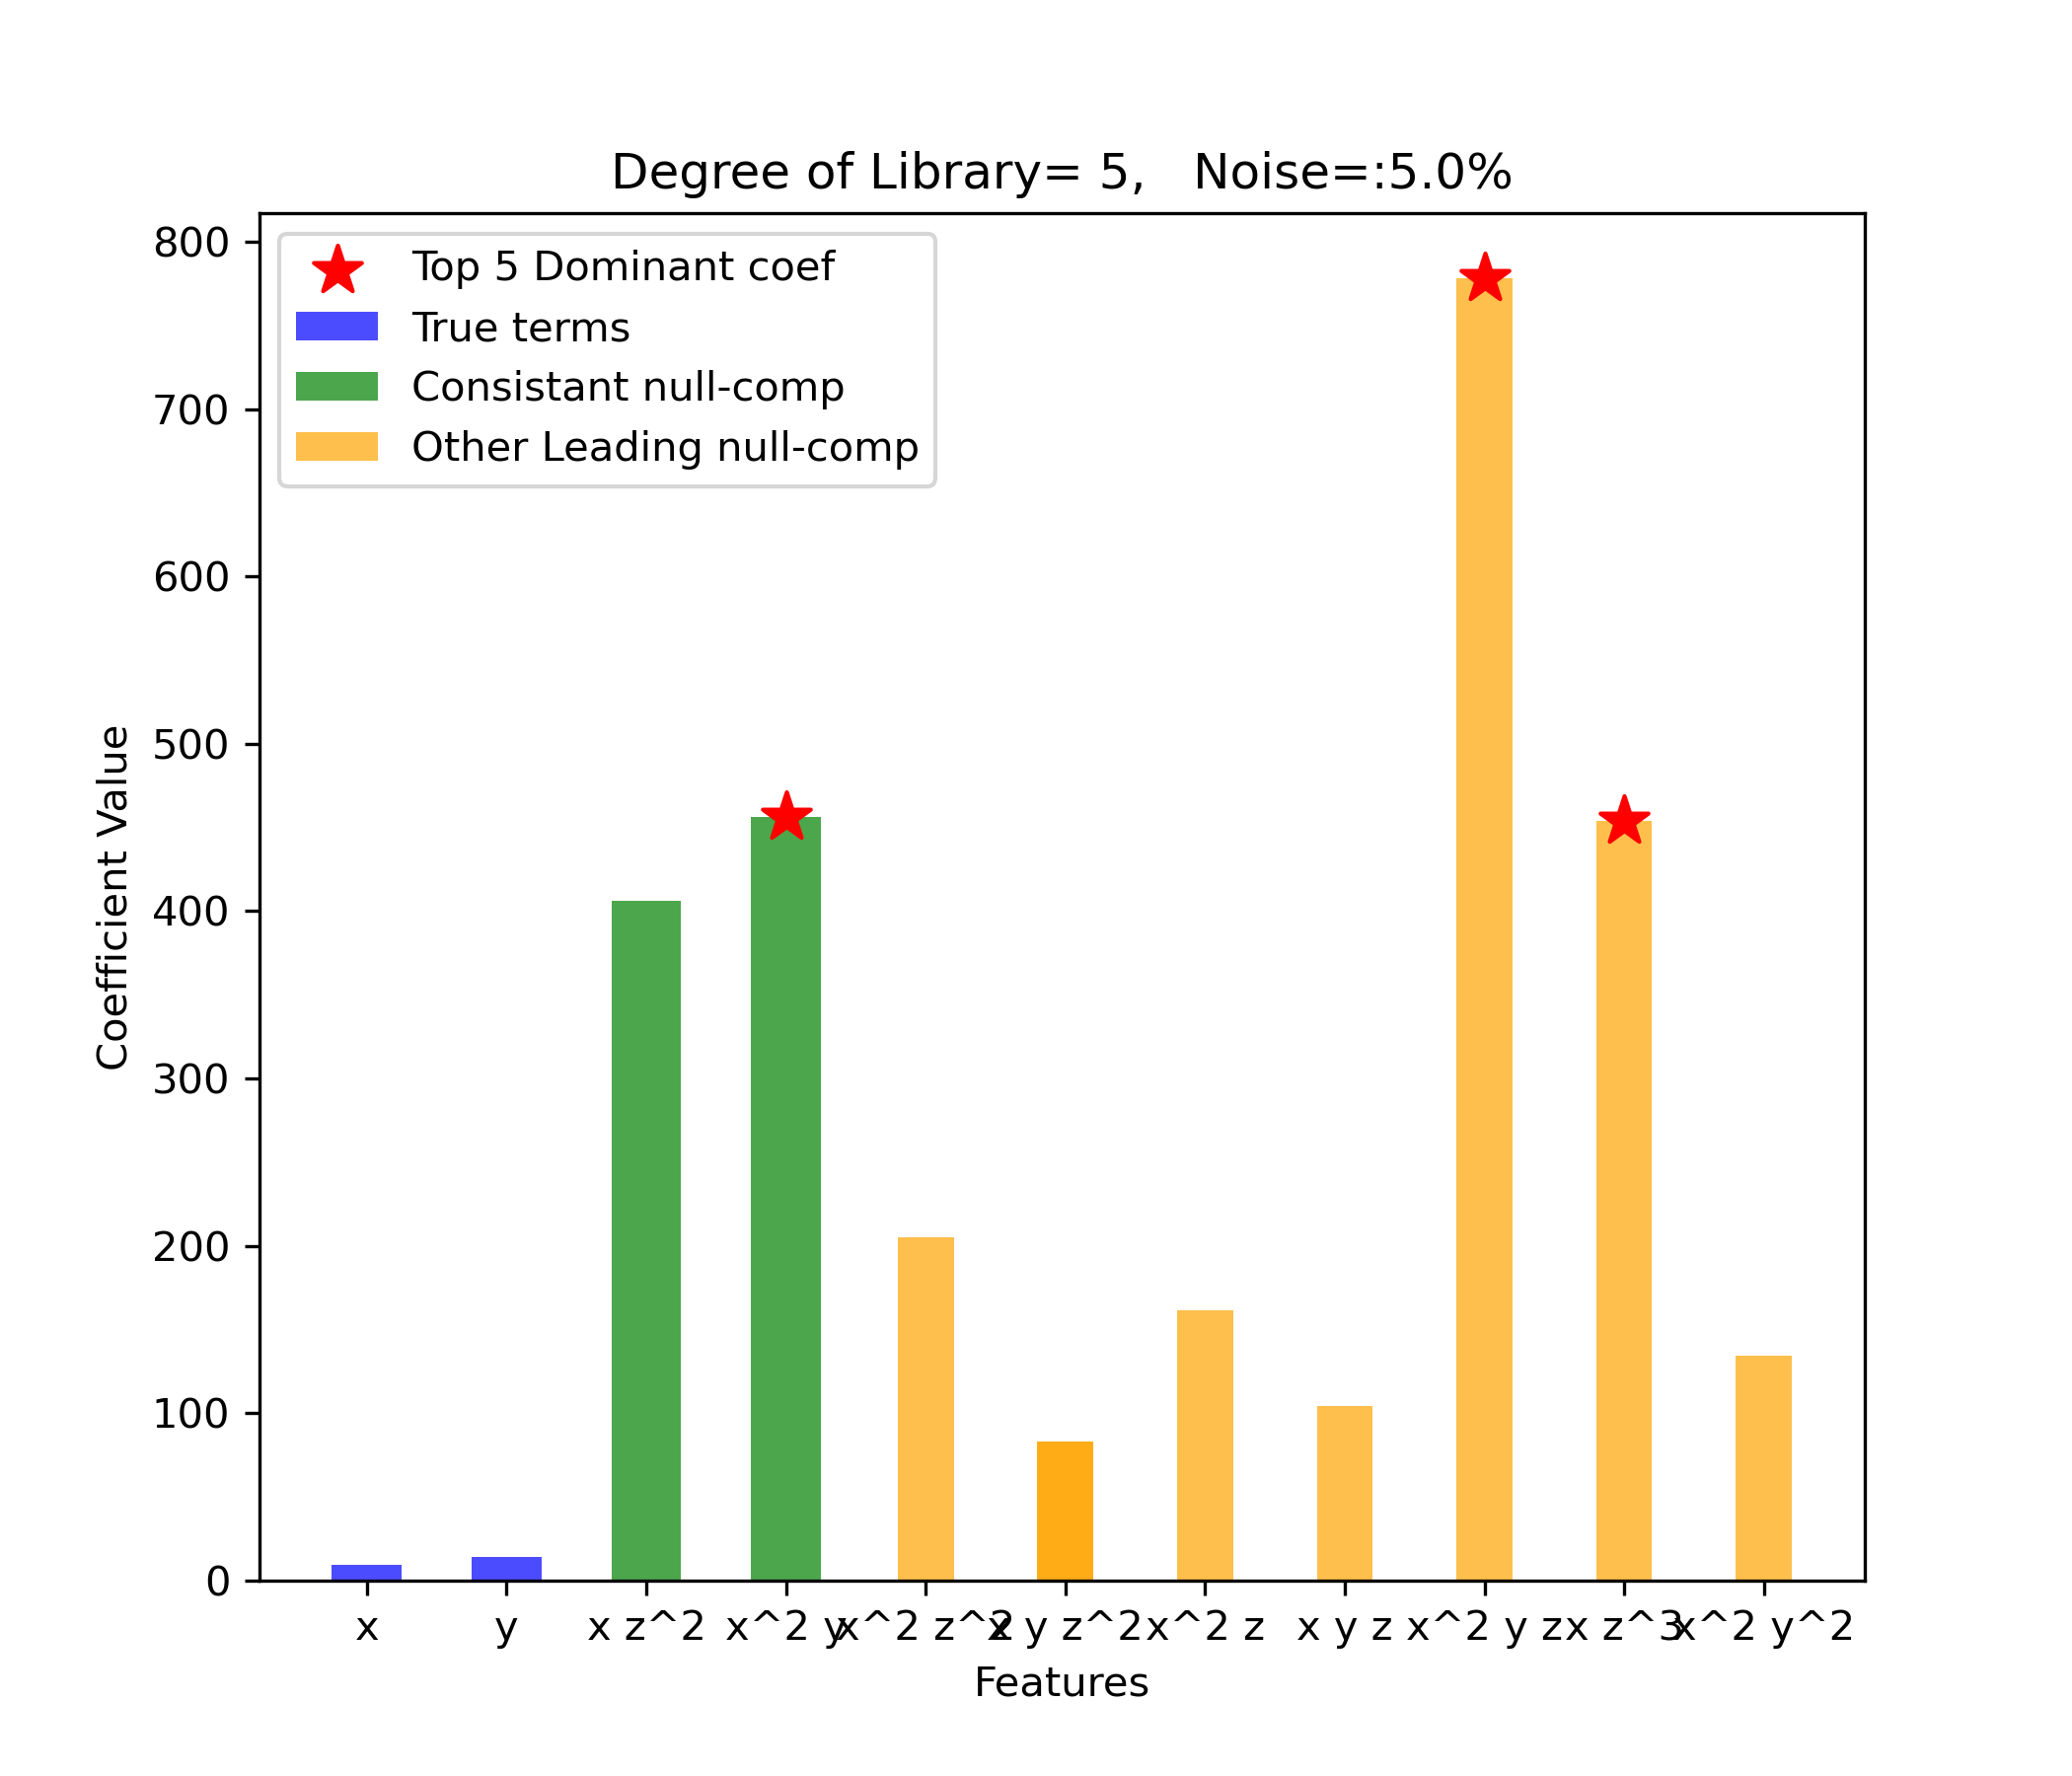 Degree of Library= 5,   Noise=:5.0%
Top 5 Dominant coef
True terms
Consistant null-comp
Other Leading null-comp
800
700
600
500
400
300
200
100
0
Coefficient Value
x y x z^2 x^2 y x^2 z^2 x y z^2 x^2 z x y z x^2 y z x z^3 x^2 y^2
Features